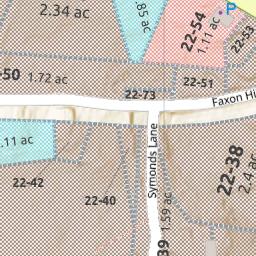 2.34 ac
.85 ac
22-54
1.11 ac
P
22-53
-50
1.72 ac
22-51
22-73
Faxon Hi
.11 ac
Symonds Lane
22-38
2.4 a
22-42
22-40
1.59 ac
39